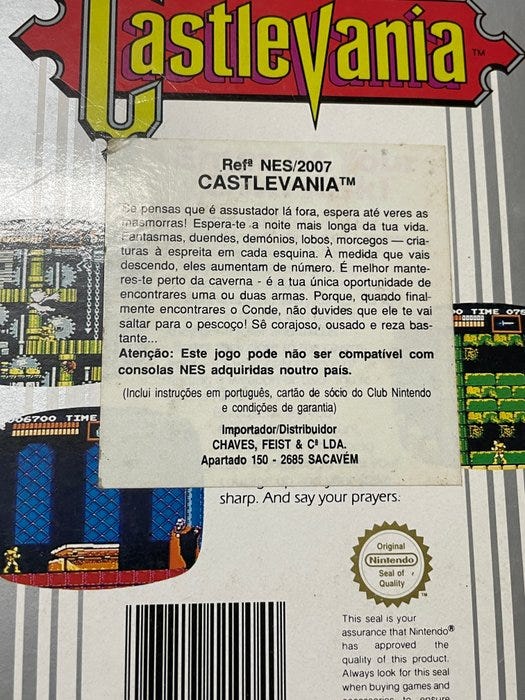 Castlevania™
Refª NES/2007
CASTLEVANIA™
Se pensas que é assustador lá fora, espera até veres as
masmorras! Espera-te a noite mais longa da tua vida.
Fantasmas, duendes, demónios, lobos, morcegos — cria-
turas à espreita em cada esquina. À medida que vais
descendo, eles aumentam de número. É melhor mante-
res-te perto da caverna - é a tua única oportunidade de
encontrares uma ou duas armas. Porque, quando final-
mente encontrares o Conde, não duvides que ele te vai
saltar para o pescoço! Sê corajoso, ousado e reza bas-
tante...
Atenção: Este jogo pode não ser compatível com
consolas NES adquiridas noutro país.
(Inclui instruções em português, cartão de sócio do Club Nintendo
e condições de garantia)
Importador/Distribuidor
CHAVES, FEIST & Cª LDA.
Apartado 150 - 2685 SACAVÉM
TIME 075
006700 TIME
sharp. And say your prayers.
Original
Nintendo
Seal of
Quality
™
This seal is your
assurance that Nintendo®
has approved the
quality of this product.
Always look for this seal
when buying games and